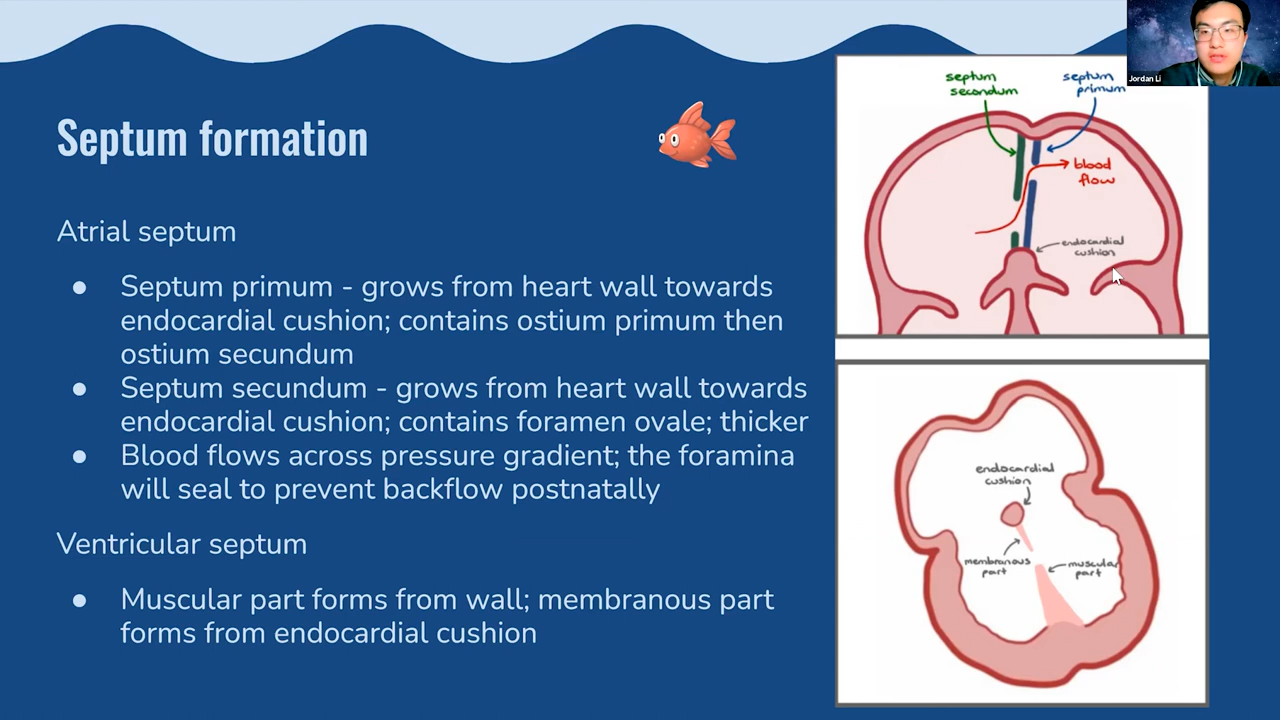 Jordan Li
Septum formation
Atrial septum
● Septum primum - grows from heart wall towards
endocardial cushion; contains ostium primum then
ostium secundum
● Septum secundum - grows from heart wall towards
endocardial cushion; contains foramen ovale; thicker
● Blood flows across pressure gradient; the foramina
will seal to prevent backflow postnatally
Ventricular septum
● Muscular part forms from wall; membranous part
forms from endocardial cushion
septum
secundum
septum
primum
blood
flow
endocardial
cushion
endocardial
cushion
membranous
part
muscular
part